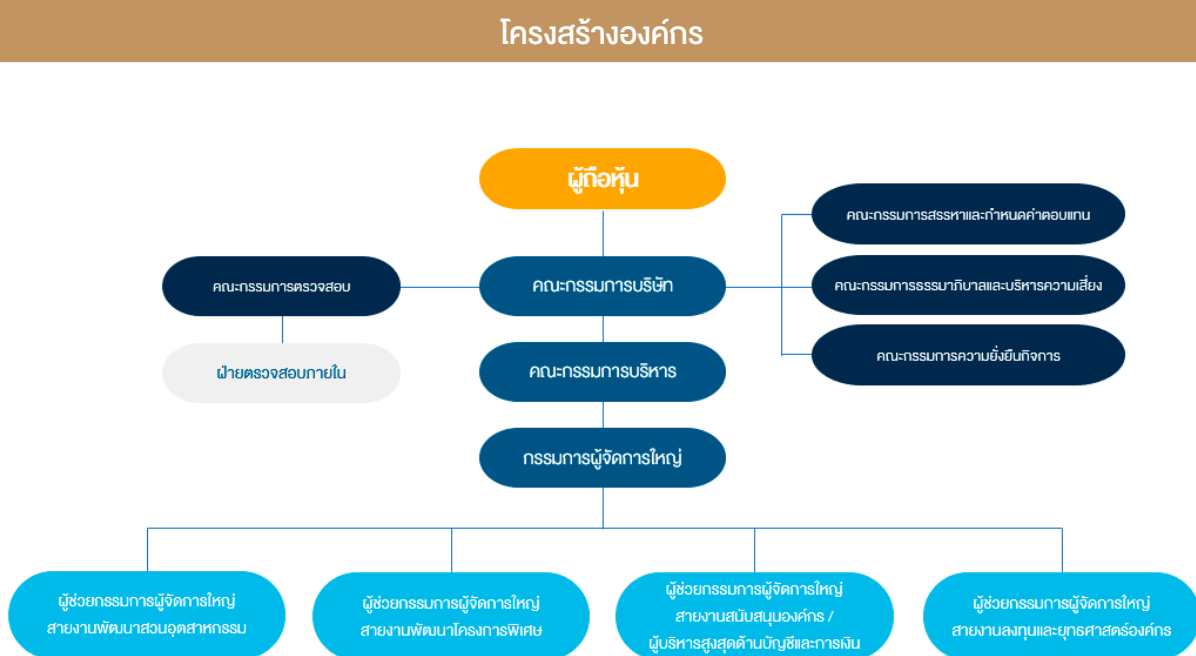 โครงสร้างองค์กร
ผู้ถือหุ้น
คณะกรรมการสรรหาและกำหนดค่าตอบแทน
คณะกรรมการตรวจสอบ
คณะกรรมการบริษัท
คณะกรรมการธรรมาภิบาลและบริหารความเสี่ยง
คณะกรรมการความยั่งยืนกิจการ
ฝ่ายตรวจสอบภายใน
คณะกรรมการบริหาร
กรรมการผู้จัดการใหญ่
ผู้ช่วยกรรมการผู้จัดการใหญ่
สายงานพัฒนาสวนอุตสาหกรรม
ผู้ช่วยกรรมการผู้จัดการใหญ่
สายงานพัฒนาโครงการพิเศษ
ผู้ช่วยกรรมการผู้จัดการใหญ่
สายงานสนับสนุนองค์กร /
ผู้บริหารสูงสุดด้านบัญชีและการเงิน
ผู้ช่วยกรรมการผู้จัดการใหญ่
สายงานลงทุนและยุทธศาสตร์องค์กร